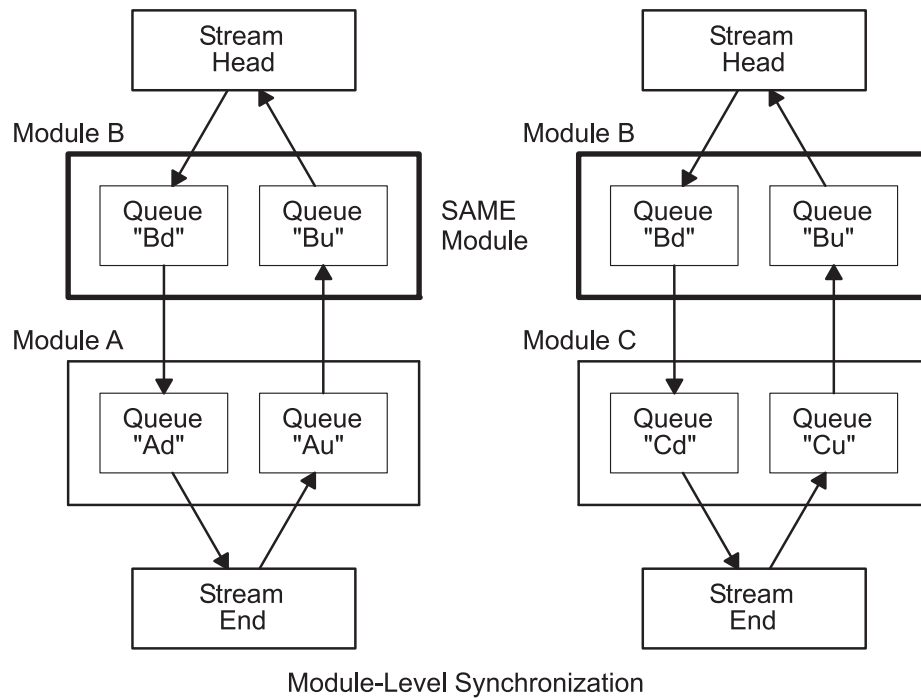 Stream
Head
Module B
Queue
"Bd"
Queue
"Bu"
Module A
Queue
"Ad"
Queue
"Au"
Stream
End
SAME
Module
Stream
Head
Module B
Queue
"Bd"
Queue
"Bu"
Module C
Queue
"Cd"
Queue
"Cu"
Stream
End
Module-Level Synchronization